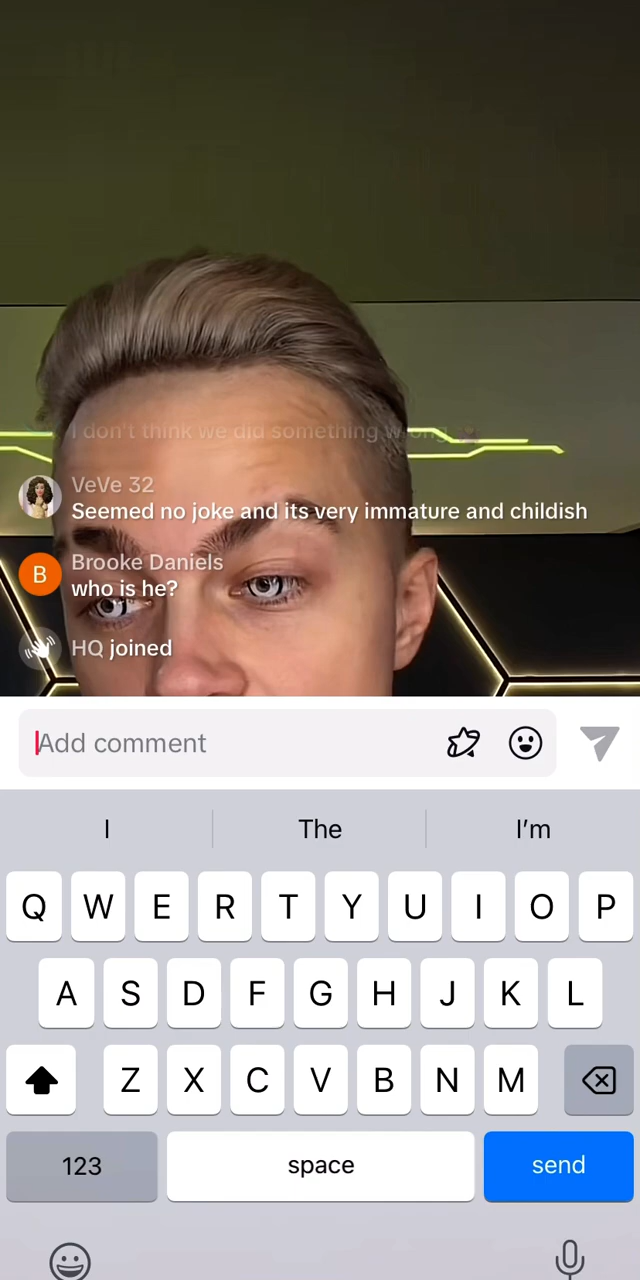 I don't think we did something wrong
VeVe 32
Seemed no joke and its very immature and childish
B
Brooke Daniels
who is he?
HQ joined
Add comment
I
The
I'm
Q W E R T Y U I O P
A S D F G H J K L
Z X C V B N M
123
space
send